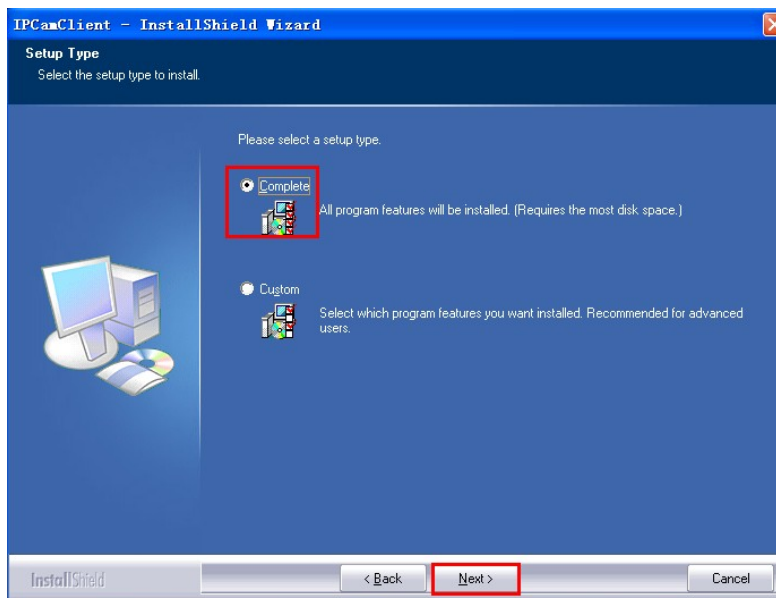 IPCamClient - InstallShield Wizard
Setup Type
Select the setup type to install.
Please select a setup type.
Complete
All program features will be installed. (Requires the most disk space.)
Custom
Select which program features you want installed. Recommended for advanced
users.
InstallShield
< Back
Next >
Cancel